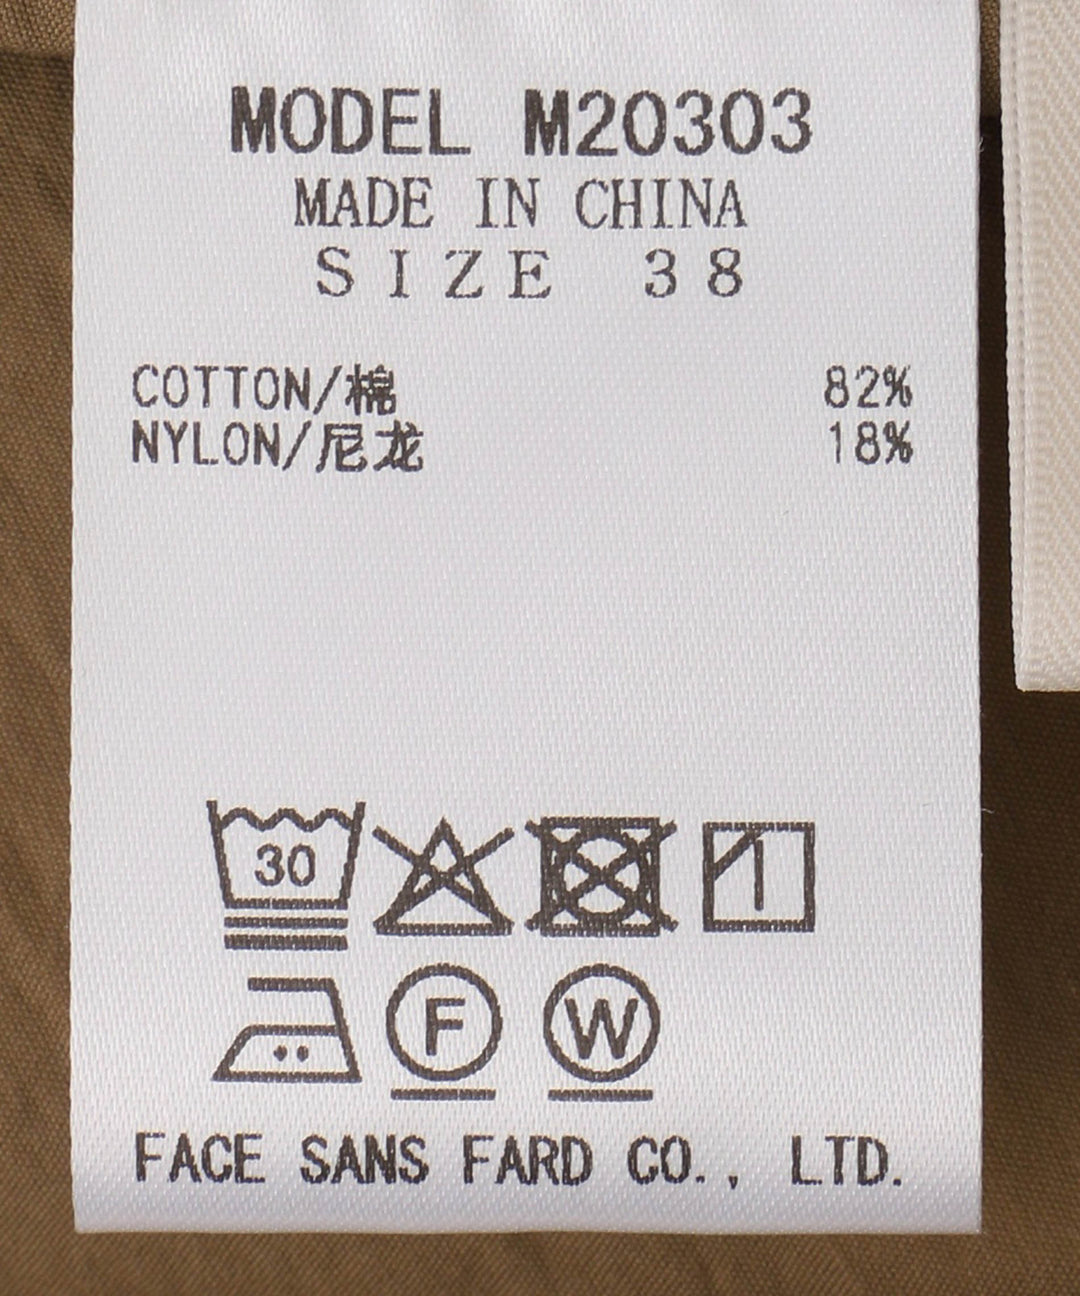 MODEL M20303
MADE IN CHINA
SIZE 38
COTTON/棉 82%
NYLON/尼龙 18%
30
F W
FACE SANS FARD CO., LTD.